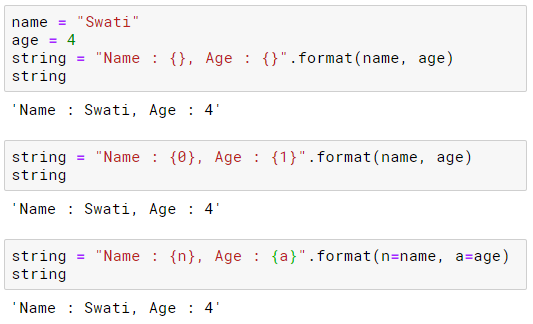 name = "Swati"
age = 4
string = "Name : {}, Age : {}".format(name, age)
string
'Name : Swati, Age : 4'
string = "Name : {0}, Age : {1}".format(name, age)
string
'Name : Swati, Age : 4'
string = "Name : {n}, Age : {a}".format(n=name, a=age)
string
'Name : Swati, Age : 4'